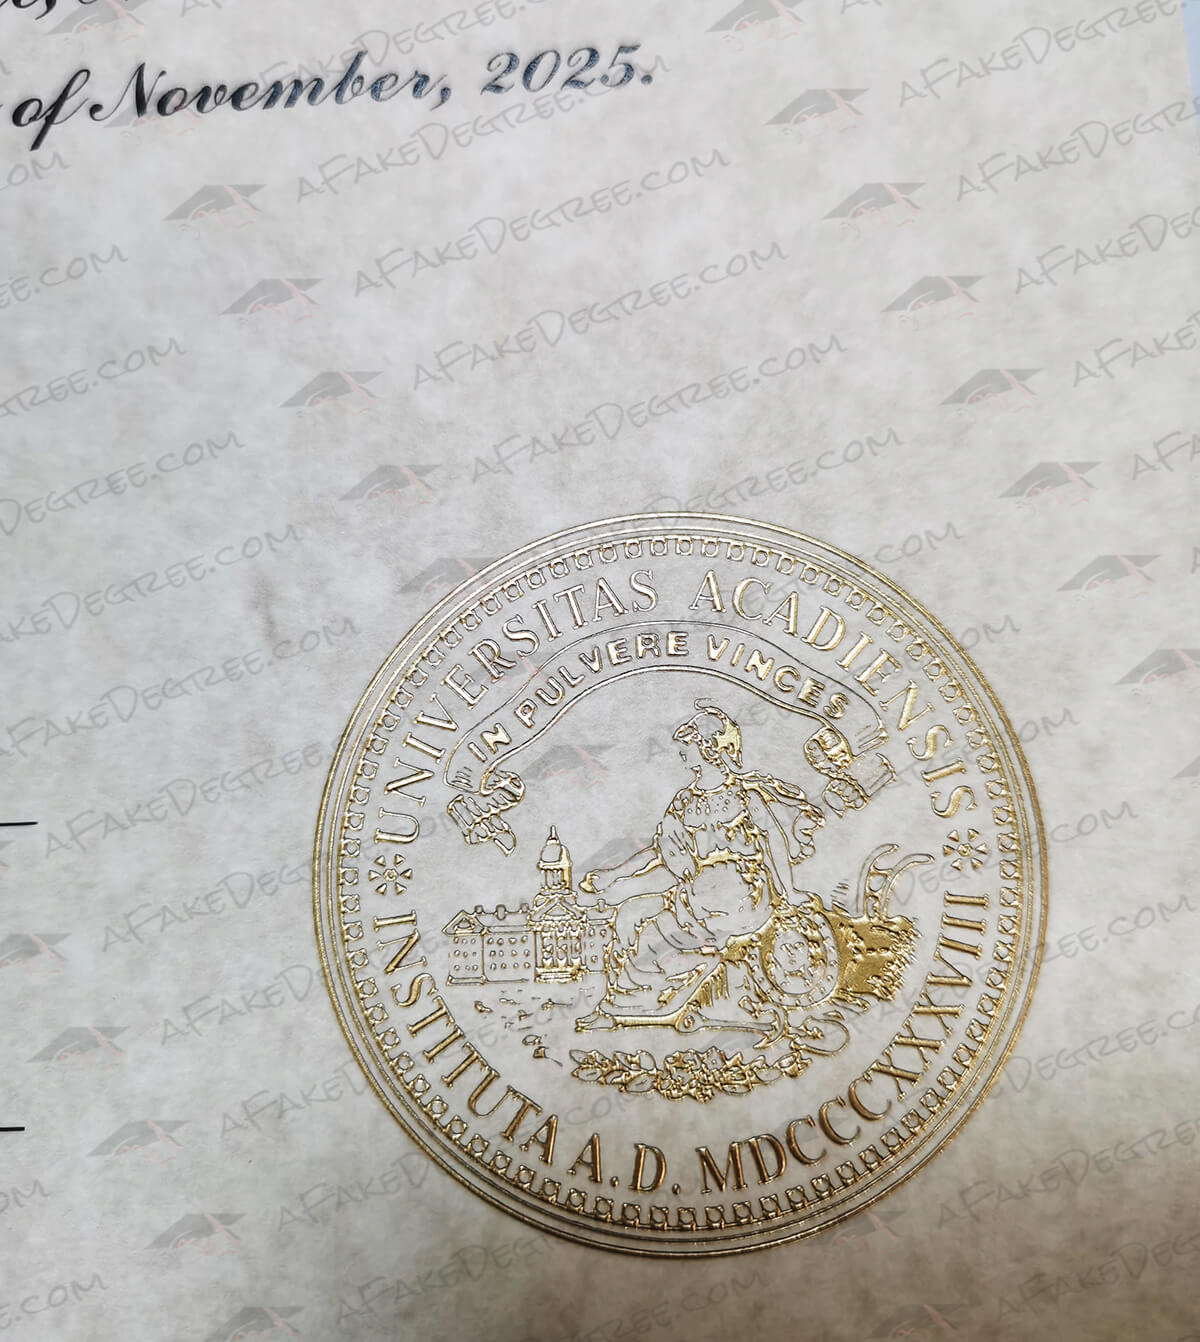 of November, 2025.
UNIVERSITAS ACADIENSIS
IN PULVERE VINCES
INSTITUTA A.D. MDCCCXXXVIII
AFAKEDEGREE.COM